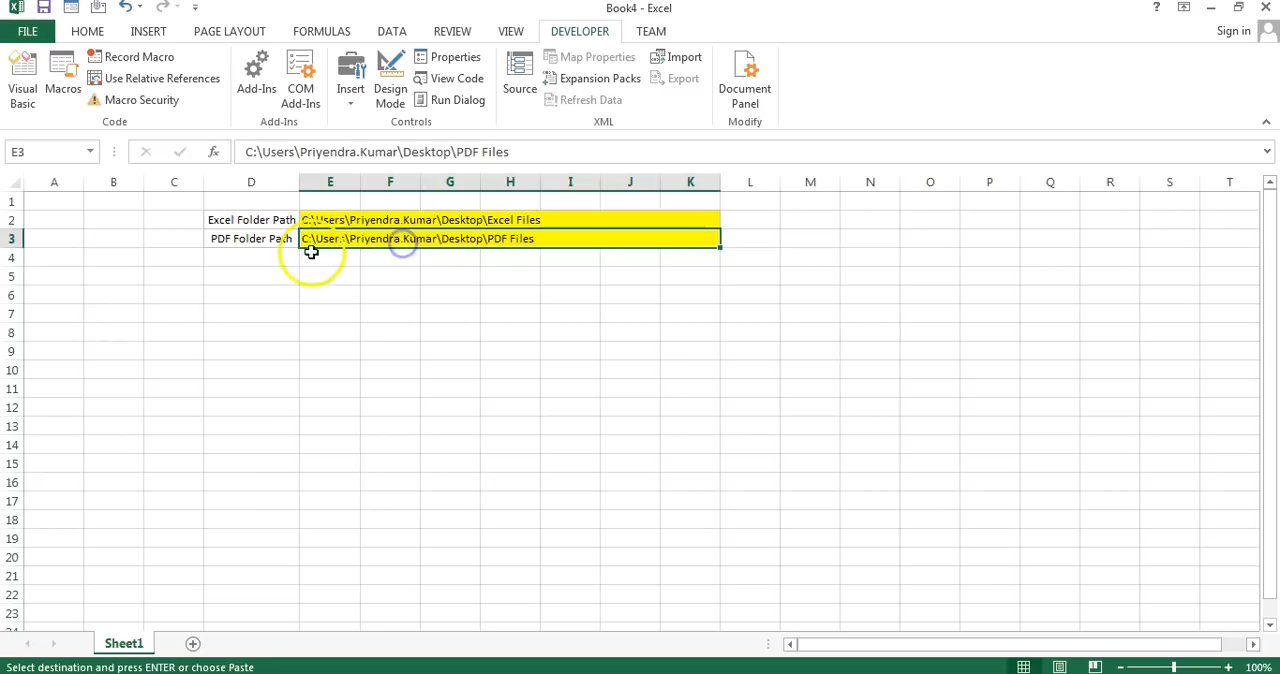 Book4 - Excel
?
FILE HOME INSERT PAGE LAYOUT FORMULAS DATA REVIEW VIEW DEVELOPER TEAM Sign in
Visual Basic
Macros
Record Macro
Use Relative References
Macro Security
Code
Add-Ins
COM Add-Ins
Add-Ins
Insert
Design Mode
Properties
View Code
Run Dialog
Controls
Source
Map Properties
Expansion Packs
Refresh Data
Import
Export
XML
Document Panel
Modify
E3 fx C:\Users\Priyendra.Kumar\Desktop\PDF Files
A B C D E F G H I J K L M N O P Q R S T
1
2 Excel Folder Path C:\Users\Priyendra.Kumar\Desktop\Excel Files
3 PDF Folder Path C:\Users\Priyendra.Kumar\Desktop\PDF Files
4
5
6
7
8
9
10
11
12
13
14
15
16
17
18
19
20
21
22
23
24
Sheet1
Select destination and press ENTER or choose Paste 100%